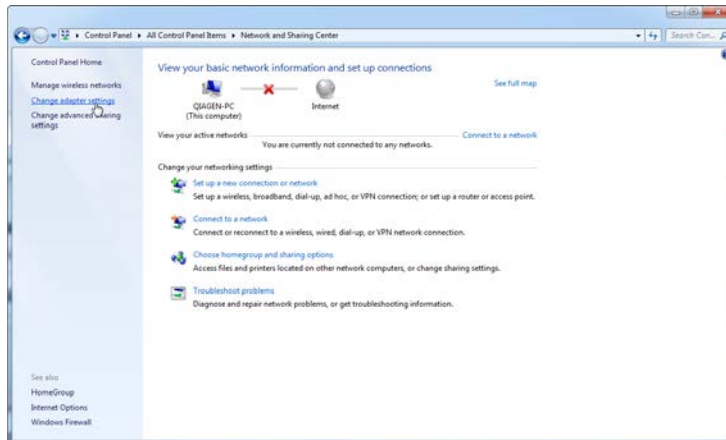 Control Panel ▸ All Control Panel Items ▸ Network and Sharing Center
Search Con...
Control Panel Home
Manage wireless networks
Change adapter settings
Change advanced sharing
settings
View your basic network information and set up connections
See full map
QIAGEN-PC
(This computer)
Internet
View your active networks
Connect to a network
You are currently not connected to any networks.
Change your networking settings
Set up a new connection or network
Set up a wireless, broadband, dial-up, ad hoc, or VPN connection; or set up a router or access point.
Connect to a network
Connect or reconnect to a wireless, wired, dial-up, or VPN network connection.
Choose homegroup and sharing options
Access files and printers located on other network computers, or change sharing settings.
Troubleshoot problems
Diagnose and repair network problems, or get troubleshooting information.
See also
HomeGroup
Internet Options
Windows Firewall